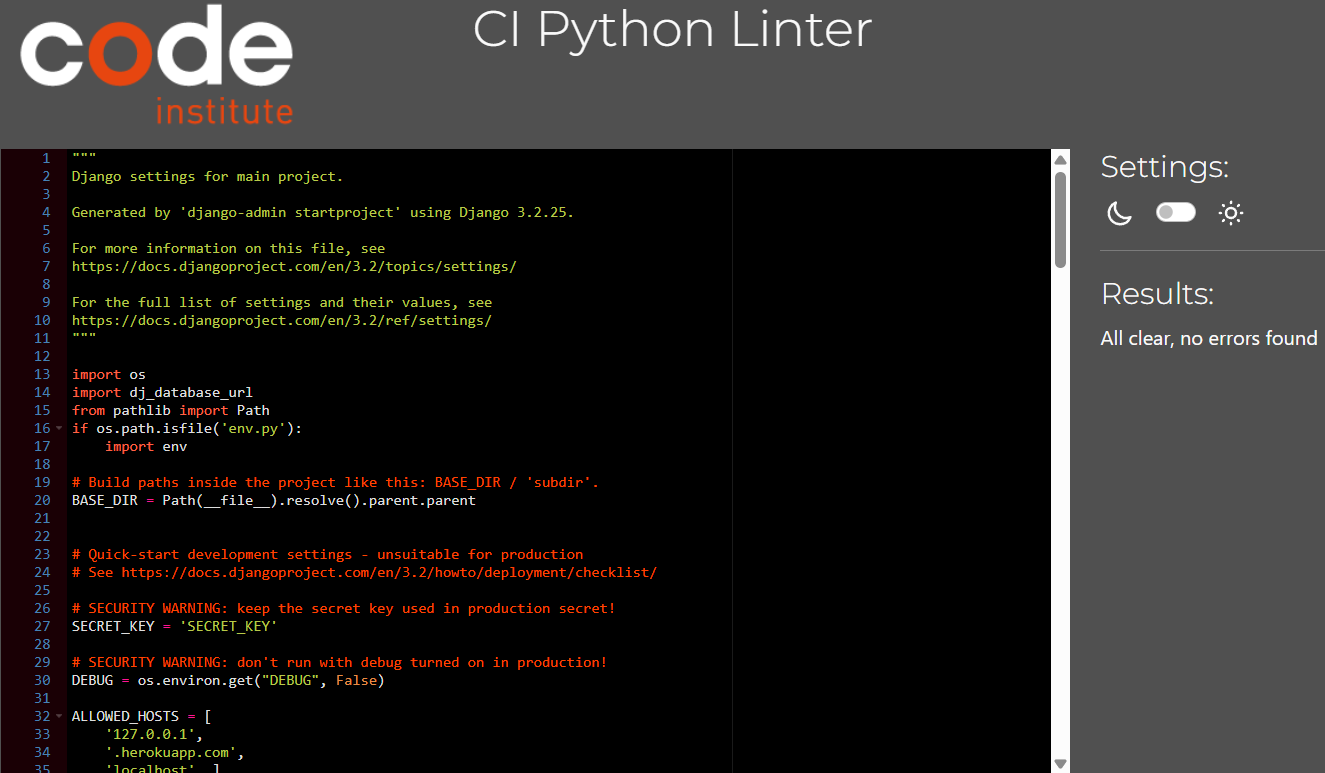 code
institute
CI Python Linter
1 """
2 Django settings for main project.
3
4 Generated by 'django-admin startproject' using Django 3.2.25.
5
6 For more information on this file, see
7 https://docs.djangoproject.com/en/3.2/topics/settings/
8
9 For the full list of settings and their values, see
10 https://docs.djangoproject.com/en/3.2/ref/settings/
11 """
12
13 import os
14 import dj_database_url
15 from pathlib import Path
16 if os.path.isfile('env.py'):
17     import env
18
19 # Build paths inside the project like this: BASE_DIR / 'subdir'.
20 BASE_DIR = Path(__file__).resolve().parent.parent
21
22
23 # Quick-start development settings - unsuitable for production
24 # See https://docs.djangoproject.com/en/3.2/howto/deployment/checklist/
25
26 # SECURITY WARNING: keep the secret key used in production secret!
27 SECRET_KEY = 'SECRET_KEY'
28
29 # SECURITY WARNING: don't run with debug turned on in production!
30 DEBUG = os.environ.get("DEBUG", False)
31
32 ALLOWED_HOSTS = [
33     '127.0.0.1',
34     '.herokuapp.com',
35     'localhost', ]
Settings:
Results:
All clear, no errors found